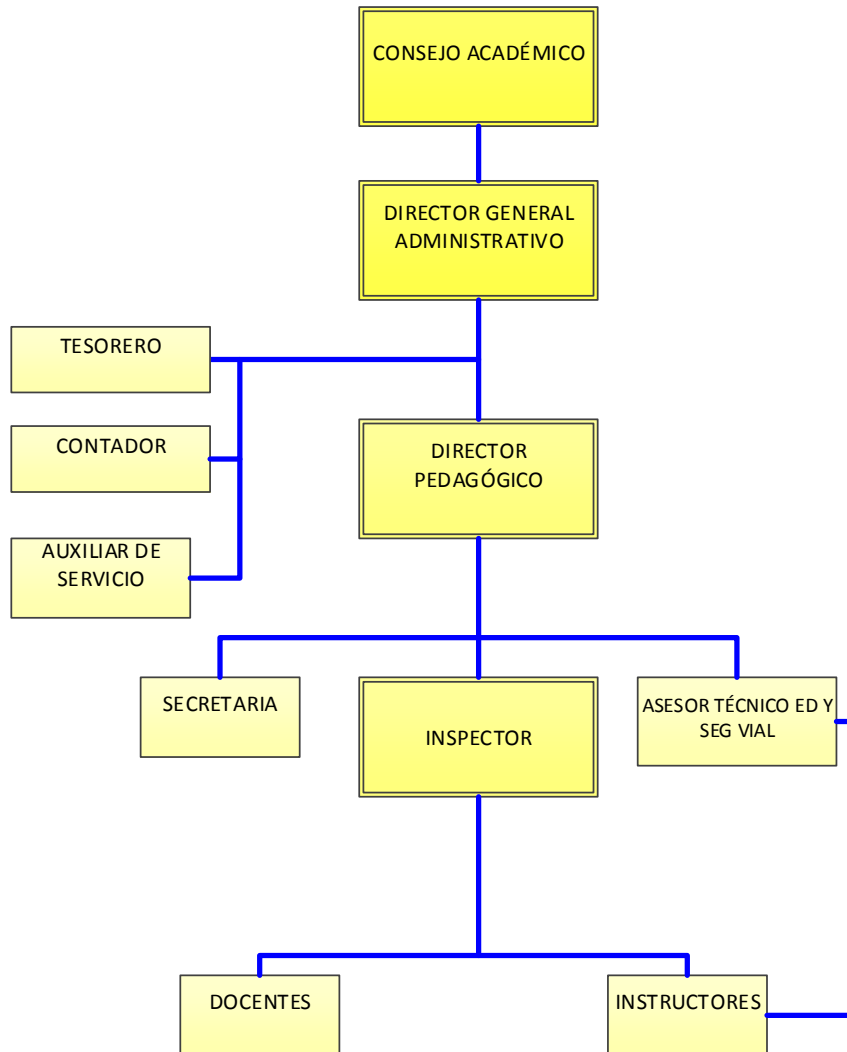 CONSEJO ACADÉMICO
DIRECTOR GENERAL
ADMINISTRATIVO
TESORERO
CONTADOR
DIRECTOR
PEDAGÓGICO
AUXILIAR DE
SERVICIO
SECRETARIA
INSPECTOR
ASESOR TÉCNICO ED Y
SEG VIAL
DOCENTES
INSTRUCTORES